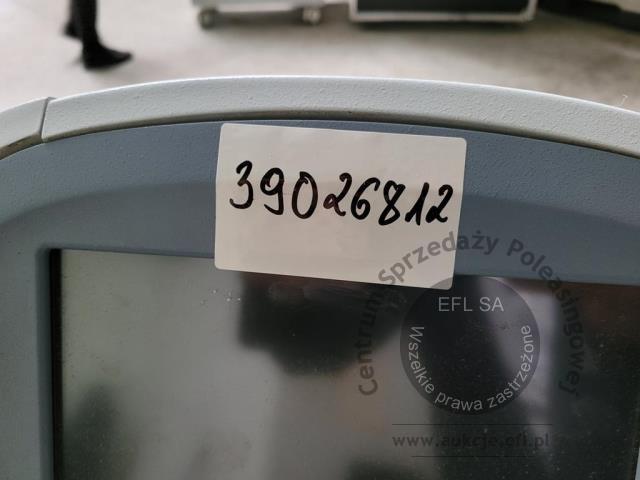 39026812
Centrum Sprzedaży Poleasingowej
EFL SA
Wszelkie prawa zastrzeżone
www.aukcje.efl.pl